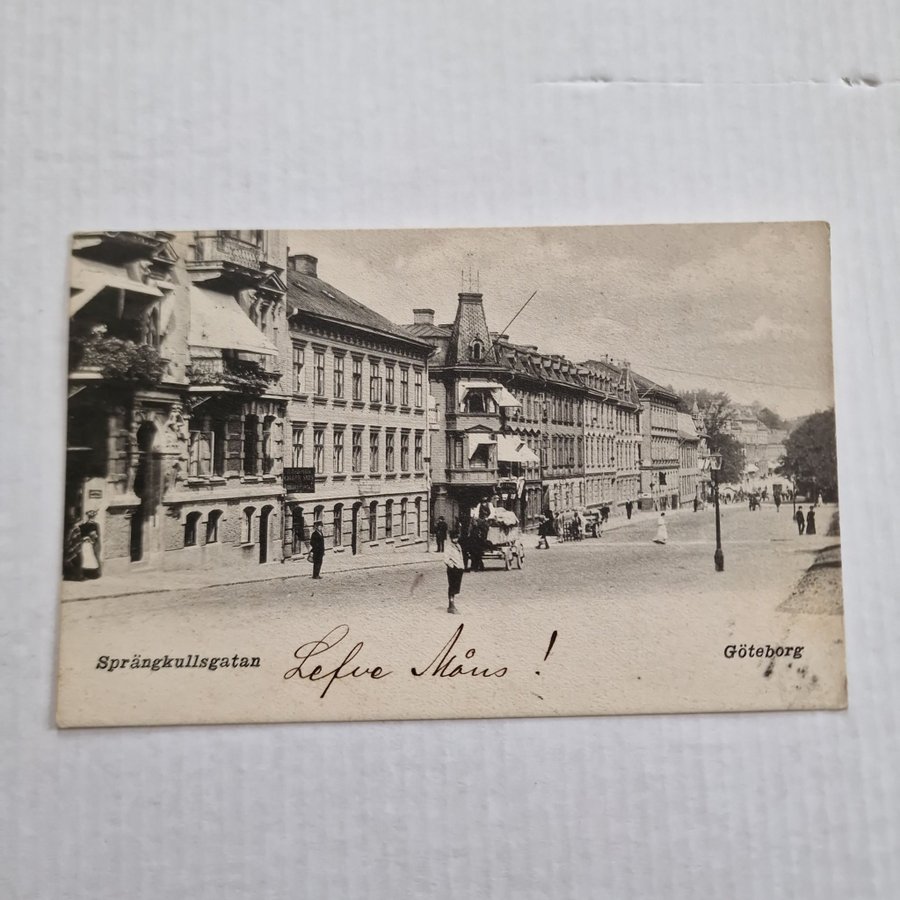 Sprängkullsgatan
Lefve Måns!
Göteborg